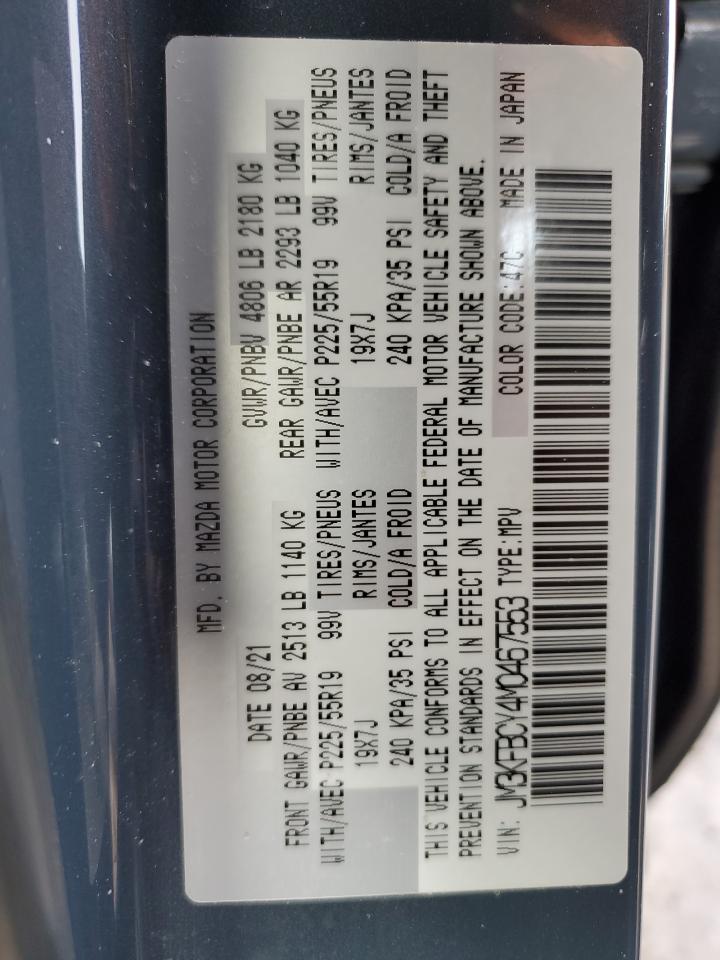 MFD. BY MAZDA MOTOR CORPORATION
DATE 08/21 GVWR/PNBV 4806 LB 2180 KG
FRONT GAWR/PNBE AV 2513 LB 1140 KG REAR GAWR/PNBE AR 2293 LB 1040 KG
WITH/AVEC P225/55R19 99V TIRES/PNEUS WITH/AVEC P225/55R19 99V TIRES/PNEUS
19X7J RIMS/JANTES 19X7J RIMS/JANTES
240 KPA/35 PSI COLD/A FROID 240 KPA/35 PSI COLD/A FROID
THIS VEHICLE CONFORMS TO ALL APPLICABLE FEDERAL MOTOR VEHICLE SAFETY AND THEFT
PREVENTION STANDARDS IN EFFECT ON THE DATE OF MANUFACTURE SHOWN ABOVE.
VIN: JM3KFBCY4M0467553 TYPE:MPV COLOR CODE:47C MADE IN JAPAN